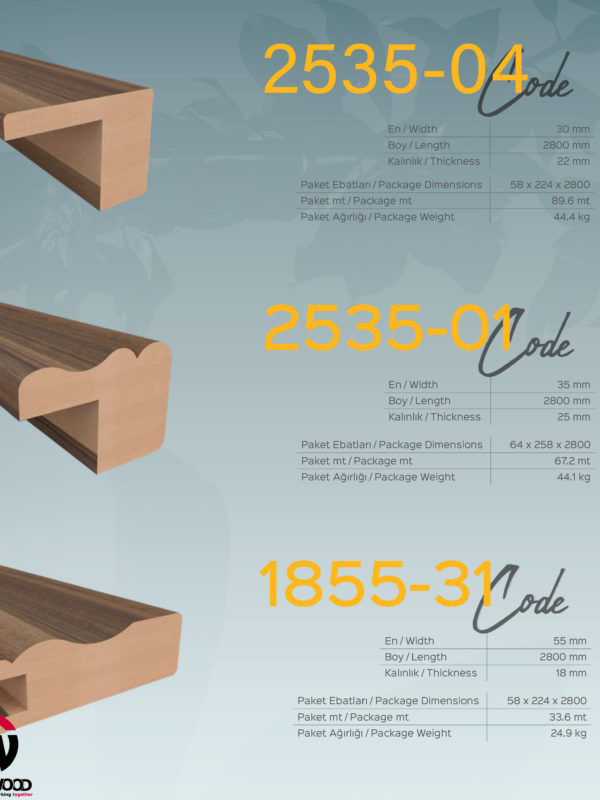 2535-04 Code
En / Width 30 mm
Boy / Length 2800 mm
Kalınlık / Thickness 22 mm
Paket Ebatları / Package Dimensions 58 x 224 x 2800
Paket mt / Package mt 89.6 mt
Paket Ağırlığı / Package Weight 44.4 kg
2535-01 Code
En / Width 35 mm
Boy / Length 2800 mm
Kalınlık / Thickness 25 mm
Paket Ebatları / Package Dimensions 64 x 258 x 2800
Paket mt / Package mt 67.2 mt
Paket Ağırlığı / Package Weight 44.1 kg
1855-31 Code
En / Width 55 mm
Boy / Length 2800 mm
Kalınlık / Thickness 18 mm
Paket Ebatları / Package Dimensions 58 x 224 x 2800
Paket mt / Package mt 33.6 mt
Paket Ağırlığı / Package Weight 24.9 kg
together